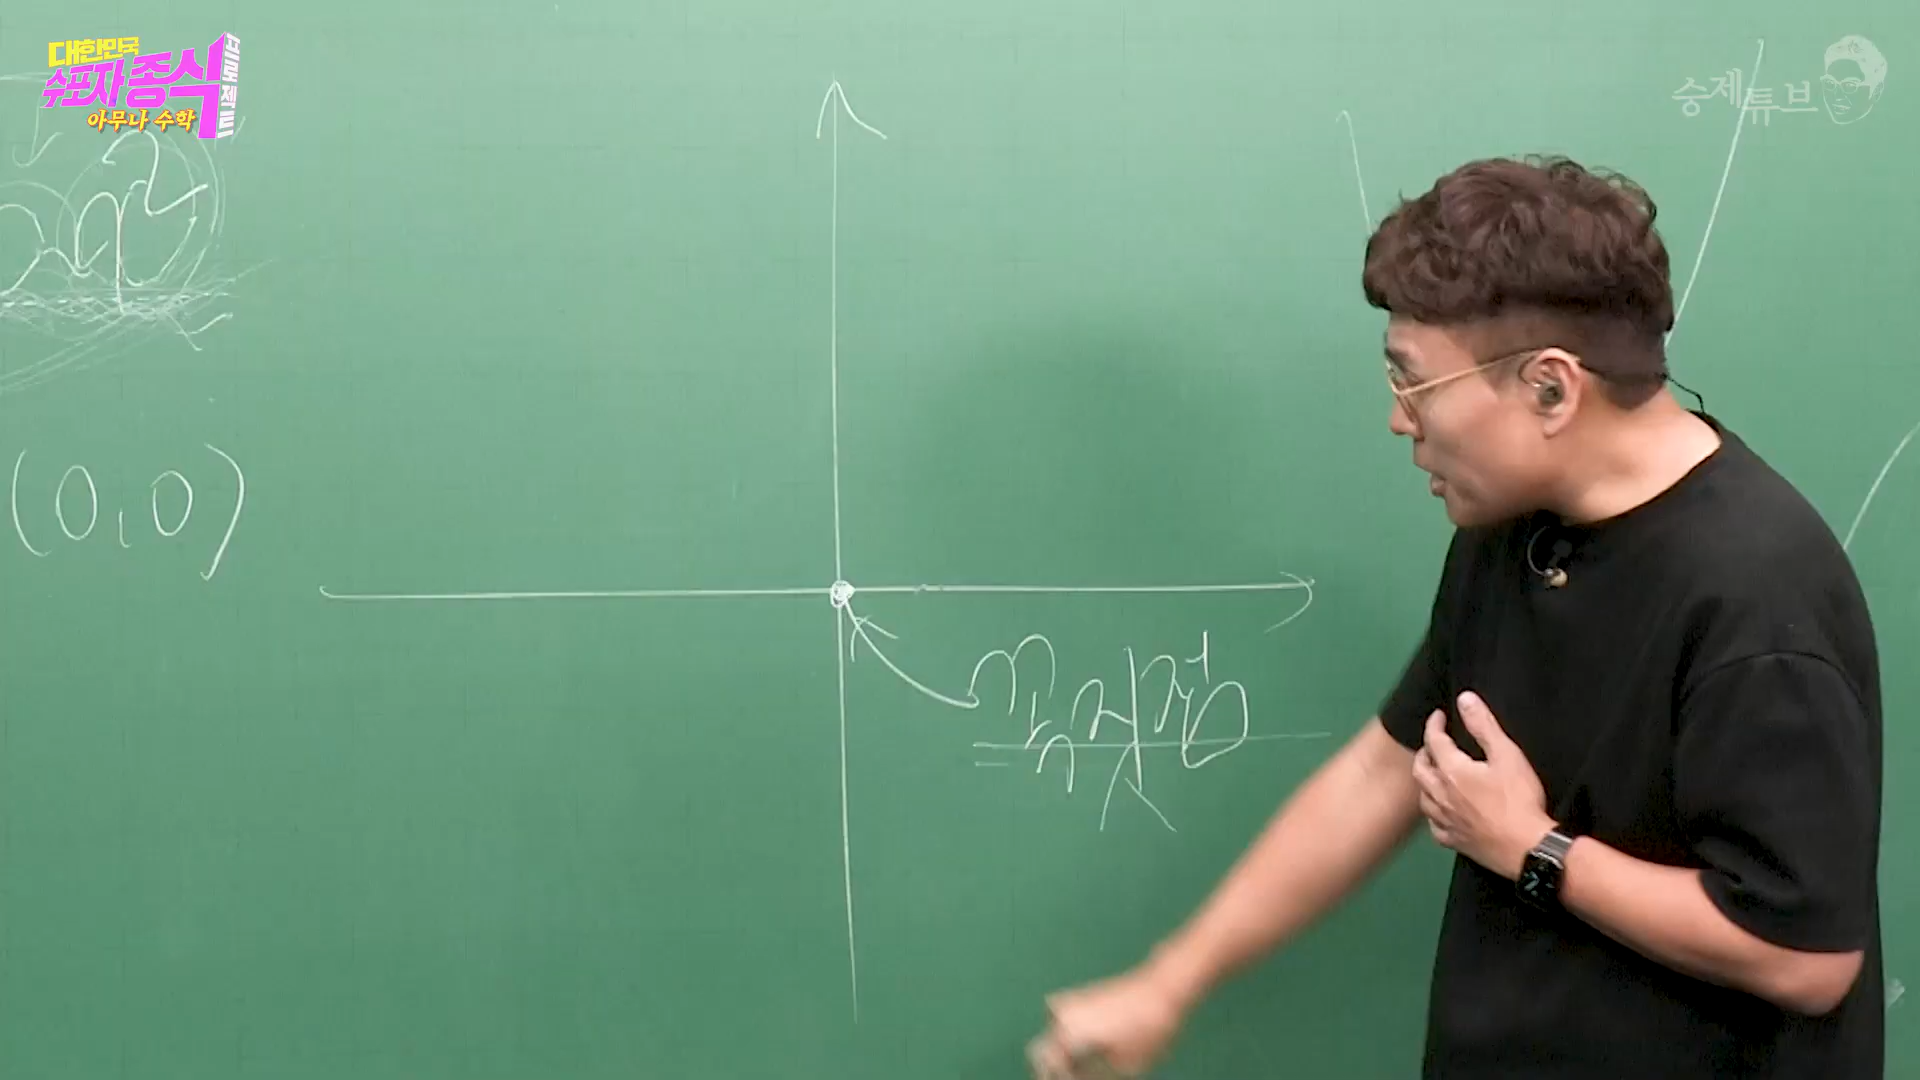 대한민국
수포자 종식
프로젝트!
아무나 수학
승제튜브
(0,0)
꼭짓점